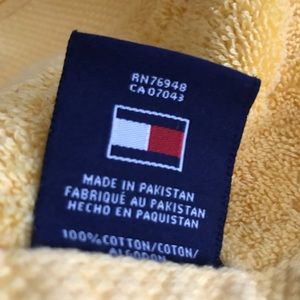 RN76948
CA07043
MADE IN PAKISTAN
FABRIQUÉ AU PAKISTAN
HECHO EN PAQUISTAN
100%COTTON/COTON/
ALGODON